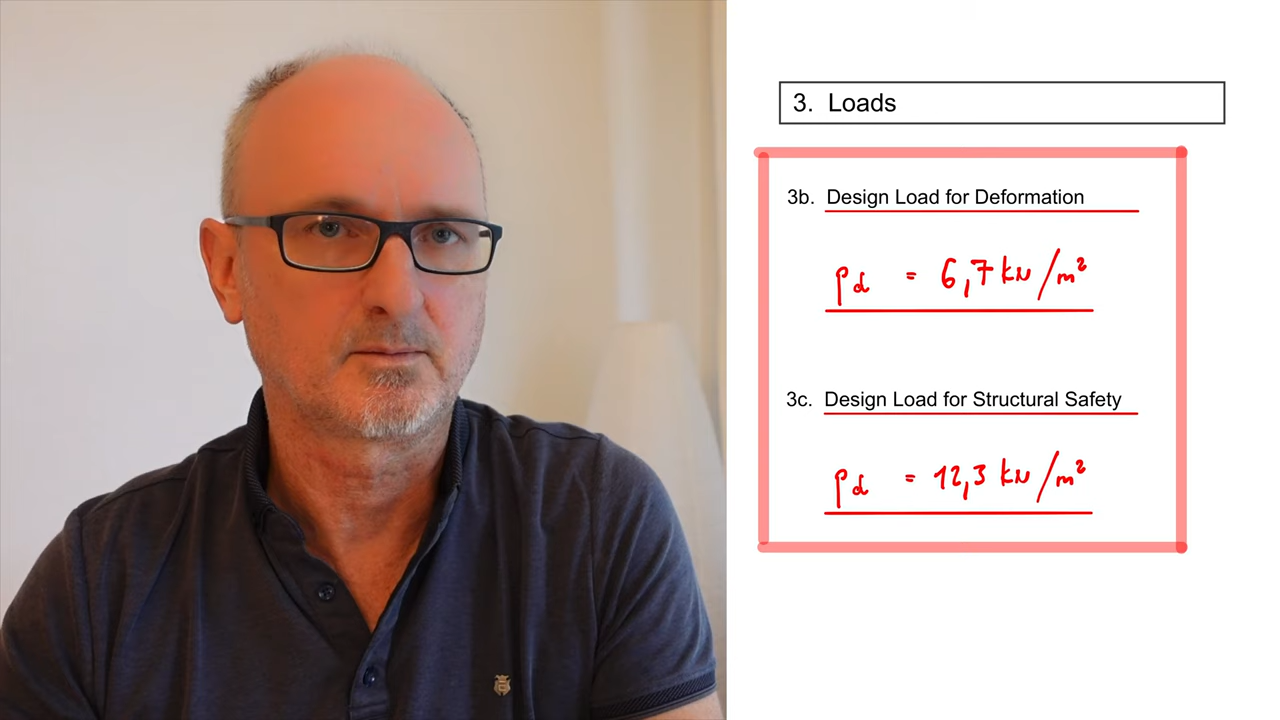 3. Loads
3b. Design Load for Deformation
pd = 6,7 kN/m²
3c. Design Load for Structural Safety
pd = 12,3 kN/m²